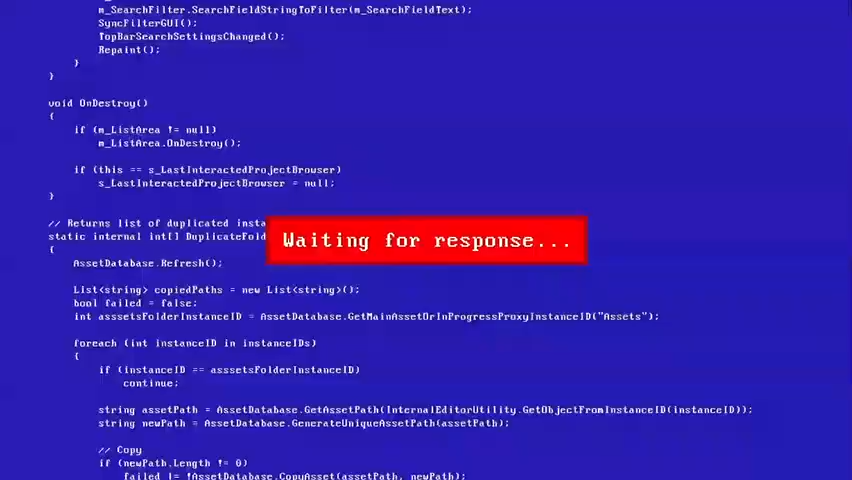 m_SearchFilter.SearchFieldStringToFilter(m_SearchFieldText);
SyncFilterGUI();
TopBarSearchSettingsChanged();
Repaint();
}
}
void OnDestroy()
{
if (m_ListArea != null)
m_ListArea.OnDestroy();
if (this == s_LastInteractedProjectBrowser)
s_LastInteractedProjectBrowser = null;
}
// Returns list of duplicated insta
static internal int[] DuplicateFold
Waiting for response...
{
AssetDatabase.Refresh();
List<string> copiedPaths = new List<string>();
bool failed = false;
int asssetsFolderInstanceID = AssetDatabase.GetMainAssetOrInProgressProxyInstanceID("Assets");
foreach (int instanceID in instanceIDs)
{
if (instanceID == asssetsFolderInstanceID)
continue;
string assetPath = AssetDatabase.GetAssetPath(InternalEditorUtility.GetObjectFromInstanceID(instanceID));
string newPath = AssetDatabase.GenerateUniqueAssetPath(assetPath);
// Copy
if (newPath.Length != 0)
failed |= !AssetDatabase.CopyAsset(assetPath, newPath);